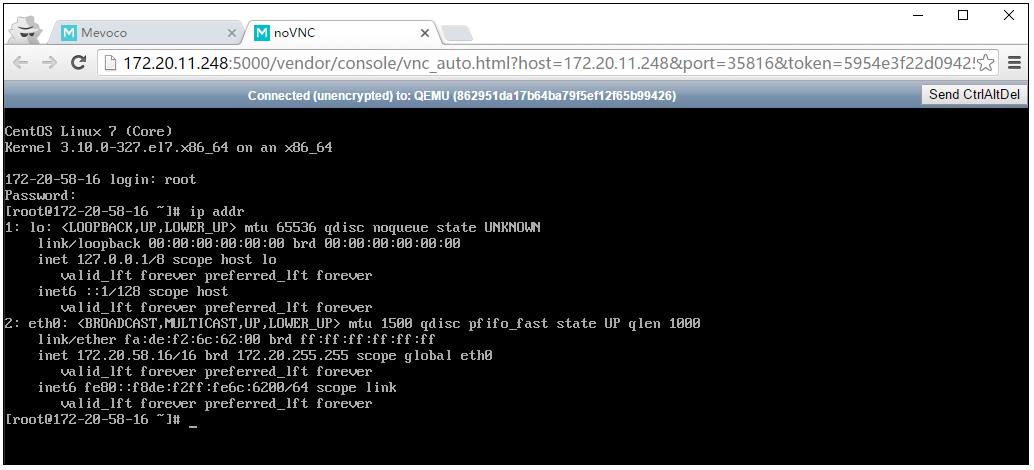 Mevoco
noVNC
172.20.11.248:5000/vendor/console/vnc_auto.html?host=172.20.11.248&port=35816&token=5954e3f22d0942
Connected (unencrypted) to: QEMU (862951da17b64ba79f5ef12f65b99426)
Send CtrlAltDel
CentOS Linux 7 (Core)
Kernel 3.10.0-327.el7.x86_64 on an x86_64
172-20-58-16 login: root
Password:
[root@172-20-58-16 ~]# ip addr
1: lo: <LOOPBACK,UP,LOWER_UP> mtu 65536 qdisc noqueue state UNKNOWN
    link/loopback 00:00:00:00:00:00 brd 00:00:00:00:00:00
    inet 127.0.0.1/8 scope host lo
       valid_lft forever preferred_lft forever
    inet6 ::1/128 scope host
       valid_lft forever preferred_lft forever
2: eth0: <BROADCAST,MULTICAST,UP,LOWER_UP> mtu 1500 qdisc pfifo_fast state UP qlen 1000
    link/ether fa:de:f2:6c:62:00 brd ff:ff:ff:ff:ff:ff
    inet 172.20.58.16/16 brd 172.20.255.255 scope global eth0
       valid_lft forever preferred_lft forever
    inet6 fe80::f8de:f2ff:fe6c:6200/64 scope link
       valid_lft forever preferred_lft forever
[root@172-20-58-16 ~]# _